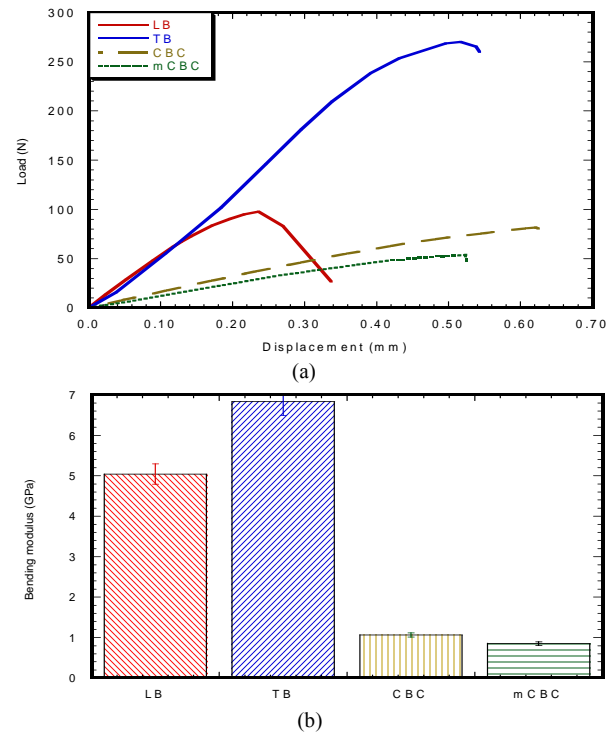 300
250
200
150
100
50
0
Load (N)
LB
TB
CBC
mCBC
0.0 0.10 0.20 0.30 0.40 0.50 0.60 0.70
Displacement (mm)
(a)
7
6
5
4
3
2
1
0
Bending modulus (GPa)
LB TB CBC mCBC
(b)